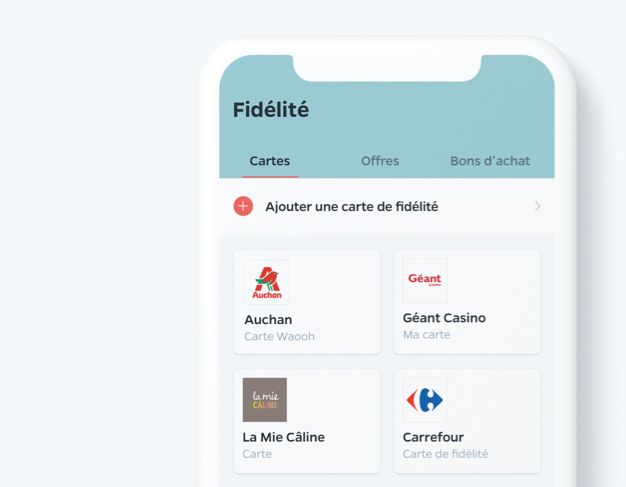 Fidélité
Cartes Offres Bons d'achat
Ajouter une carte de fidélité
Auchan
Auchan
Carte Waooh
Géant
Casino
Géant Casino
Ma carte
la mie
CÂLINE
La Mie Câline
Carte
Carrefour
Carte de fidélité